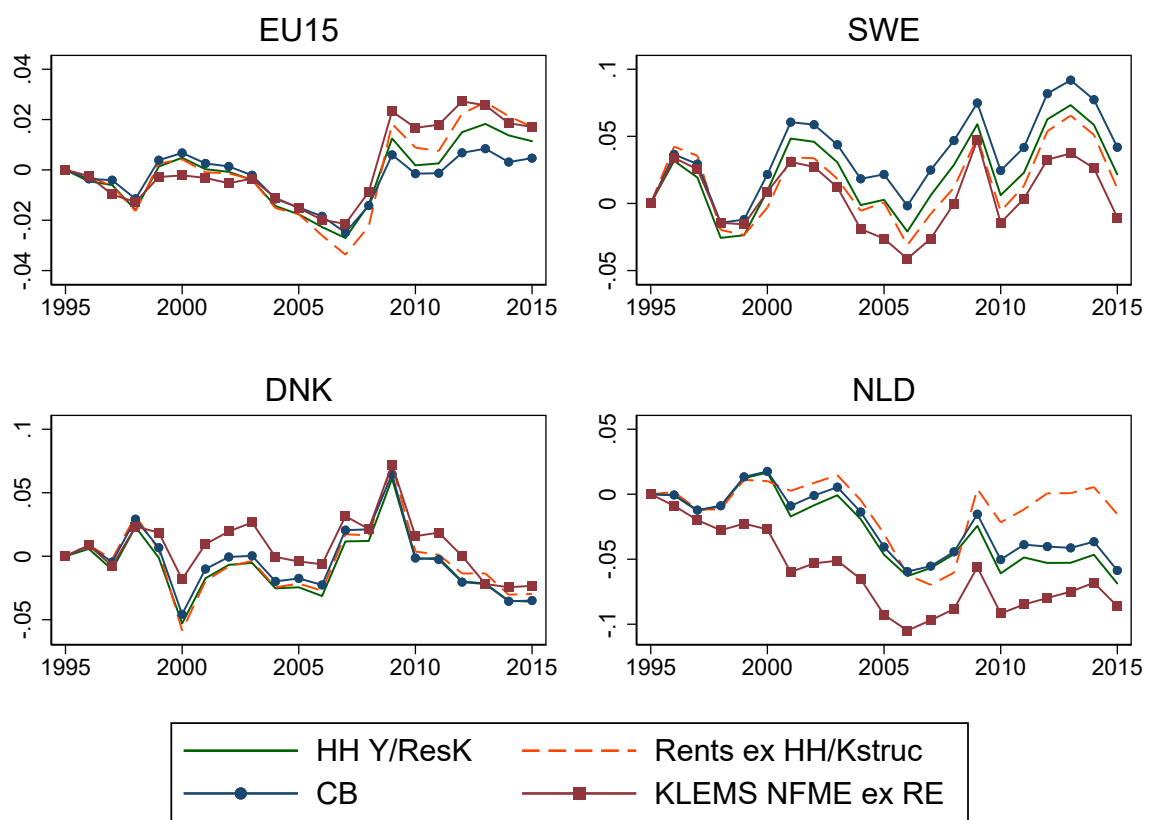 EU15
.04
.02
0
-.02
-.04
1995 2000 2005 2010 2015
SWE
.1
.05
0
-.05
1995 2000 2005 2010 2015
DNK
.1
.05
0
-.05
1995 2000 2005 2010 2015
NLD
.05
0
-.05
-.1
1995 2000 2005 2010 2015
HH Y/ResK
Rents ex HH/Kstruc
CB
KLEMS NFME ex RE